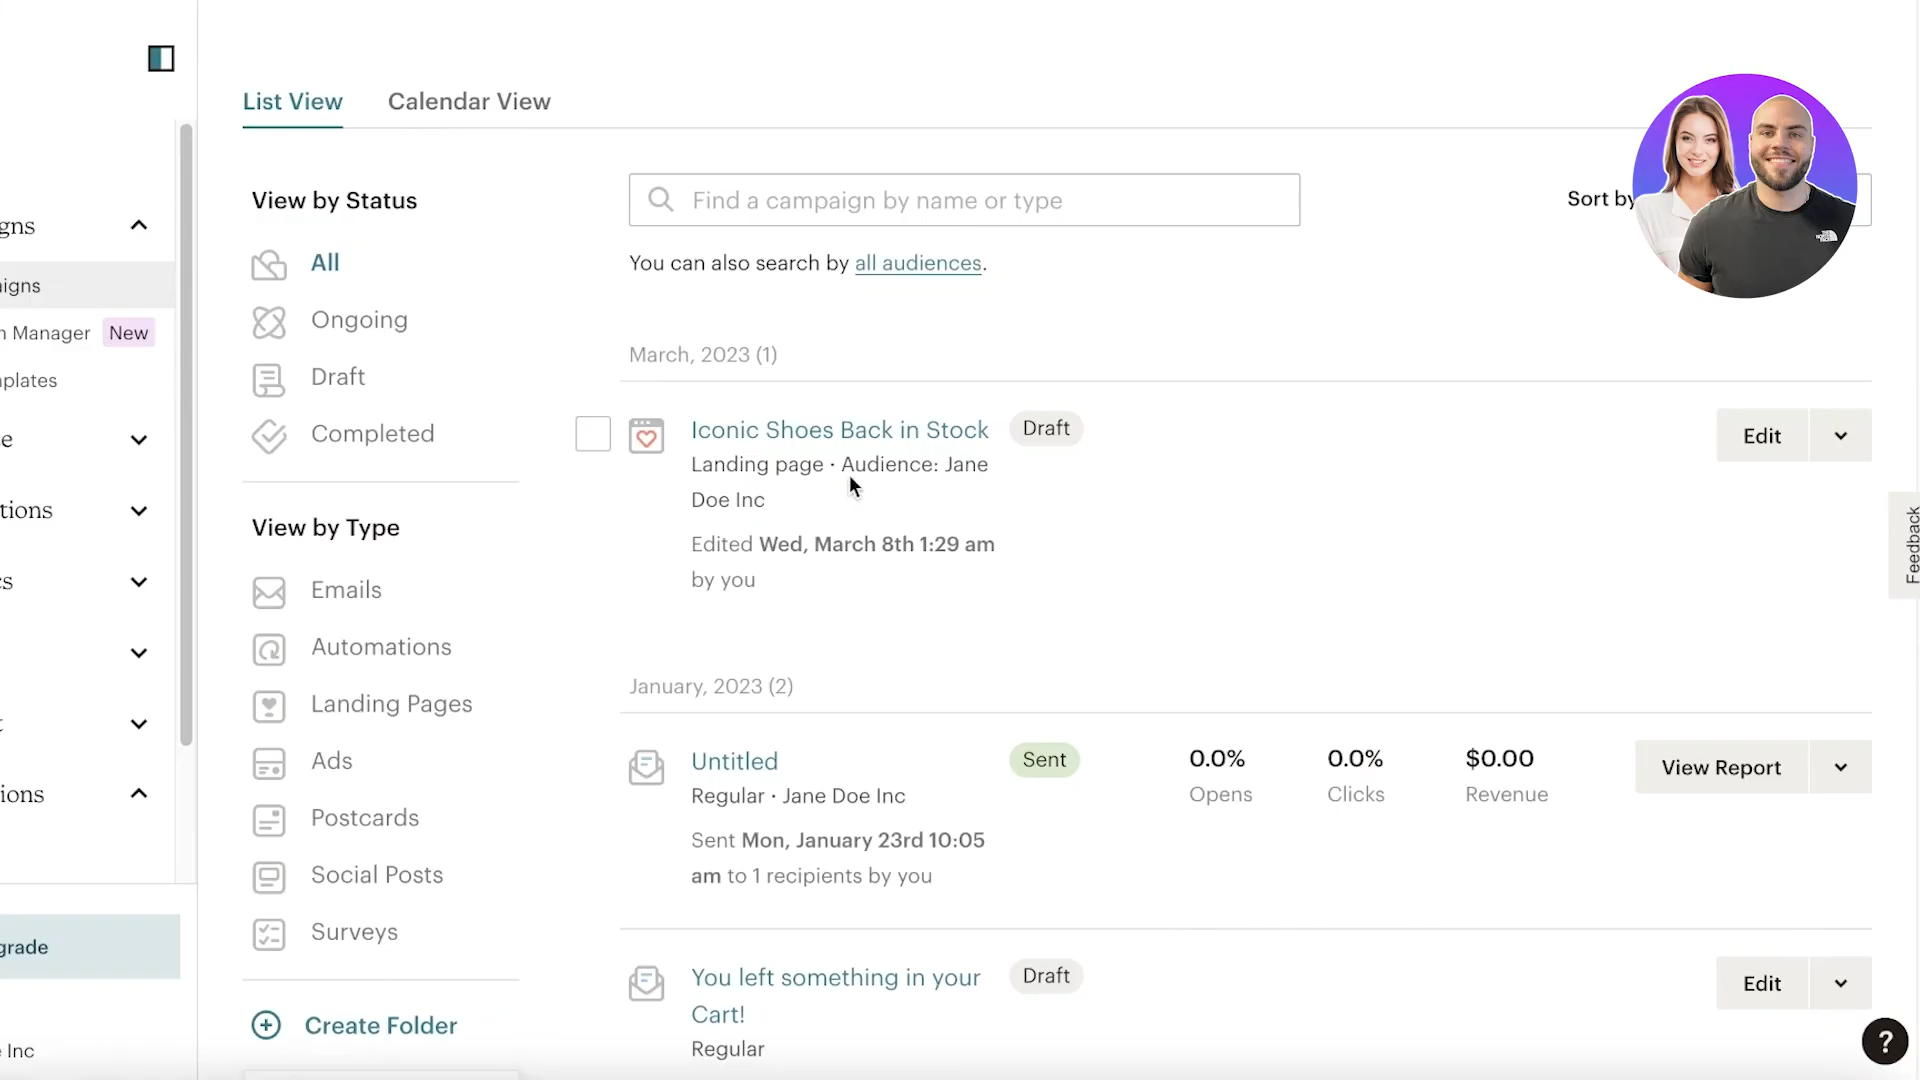 List View
Calendar View
View by Status
Find a campaign by name or type
Sort by
You can also search by all audiences.
All
Ongoing
Draft
Completed
gns
aigns
n Manager
New
plates
e
tions
cs
t
ions
grade
e Inc
View by Type
Emails
Automations
Landing Pages
Ads
Postcards
Social Posts
Surveys
Create Folder
March, 2023 (1)
Iconic Shoes Back in Stock
Draft
Landing page · Audience: Jane
Doe Inc
Edited Wed, March 8th 1:29 am
by you
Edit
January, 2023 (2)
Untitled
Sent
Regular · Jane Doe Inc
Sent Mon, January 23rd 10:05
am to 1 recipients by you
0.0%
Opens
0.0%
Clicks
$0.00
Revenue
View Report
You left something in your
Cart!
Draft
Regular
Edit
Feedback
?